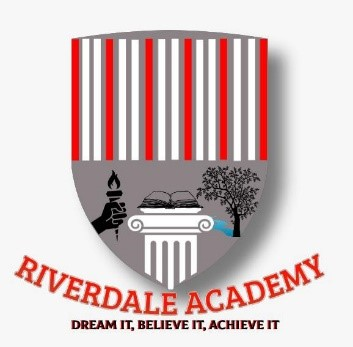 RIVERDALE ACADEMY
DREAM IT, BELIEVE IT, ACHIEVE IT